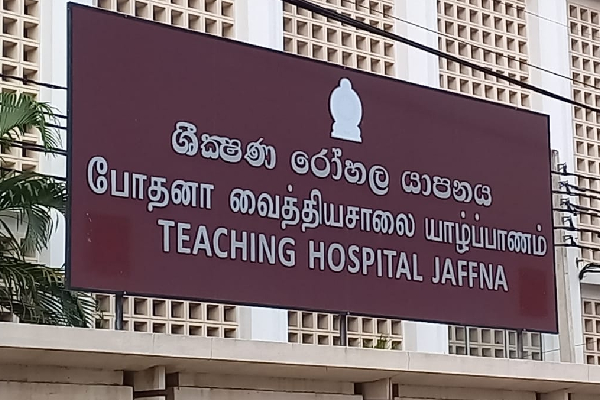 ශික්ෂණ රෝහල යාපනය
போதனா வைத்தியசாலை யாழ்ப்பாணம்
TEACHING HOSPITAL JAFFNA